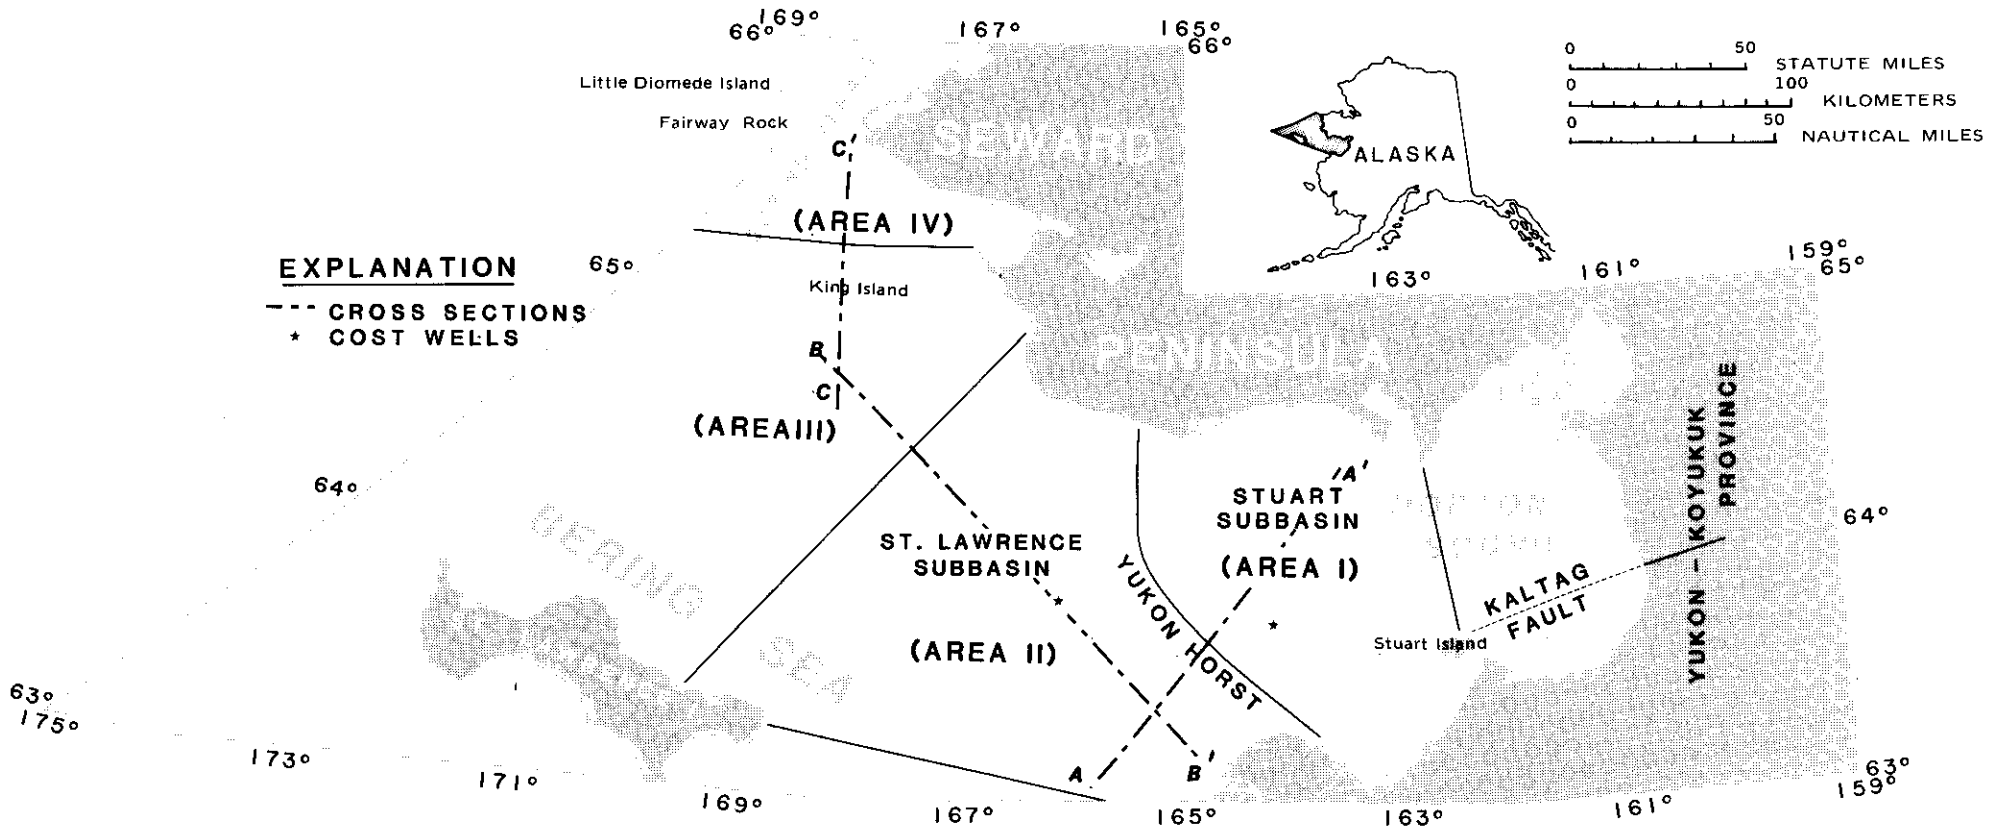 169°
66°
167°
165°
66°
Little Diomede Island
Fairway Rock
C'
SEWARD
(AREA IV)
EXPLANATION
65°
CROSS SECTIONS
COST WELLS
King Island
B
C
(AREA III)
0 50
STATUTE MILES
0 100
KILOMETERS
0 50
NAUTICAL MILES
ALASKA
163°
161°
159°
65°
PENINSULA
64°
BERING
SEA
ST. LAWRENCE
SUBBASIN
(AREA II)
A'
STUART
SUBBASIN
(AREA I)
YUKON HORST
NORTON
SOUND
KALTAG
FAULT
Stuart Island
YUKON - KOYUKUK
PROVINCE
64°
63°
175°
173°
171°
169°
167°
A
B'
165°
163°
161°
63°
159°